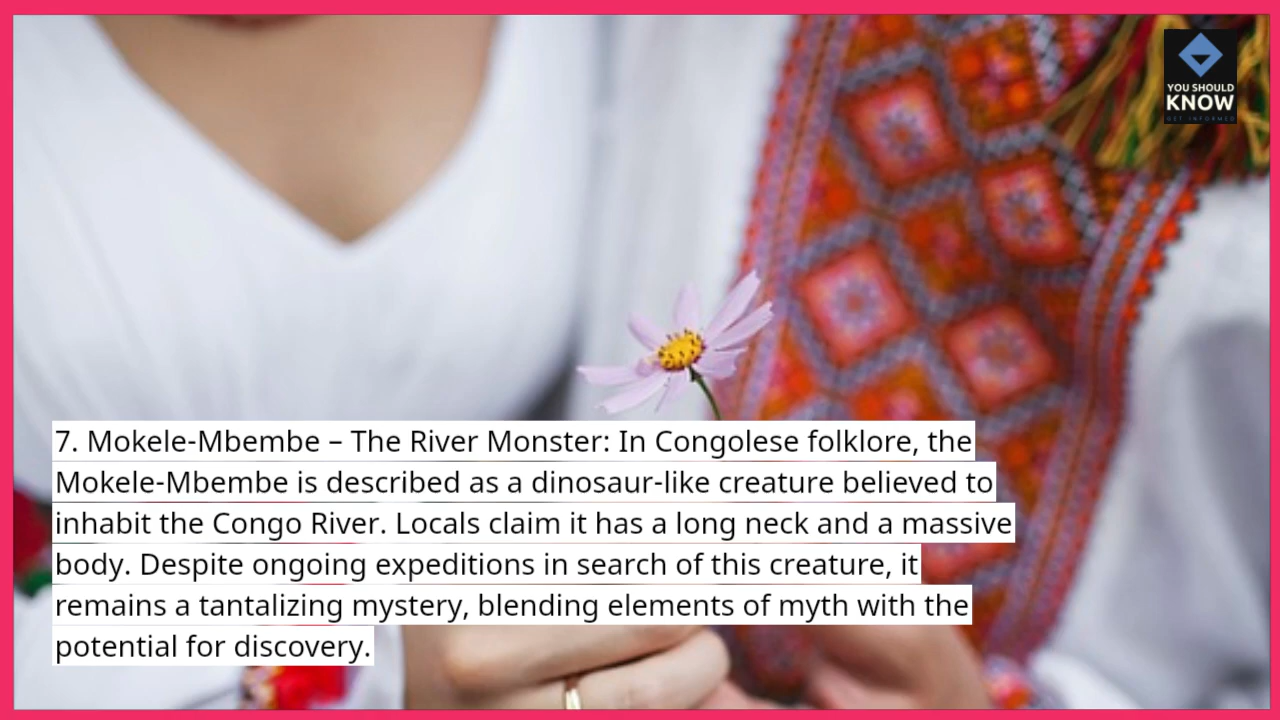 YOU SHOULD
KNOW
GET INFORMED
7. Mokele-Mbembe – The River Monster: In Congolese folklore, the
Mokele-Mbembe is described as a dinosaur-like creature believed to
inhabit the Congo River. Locals claim it has a long neck and a massive
body. Despite ongoing expeditions in search of this creature, it
remains a tantalizing mystery, blending elements of myth with the
potential for discovery.